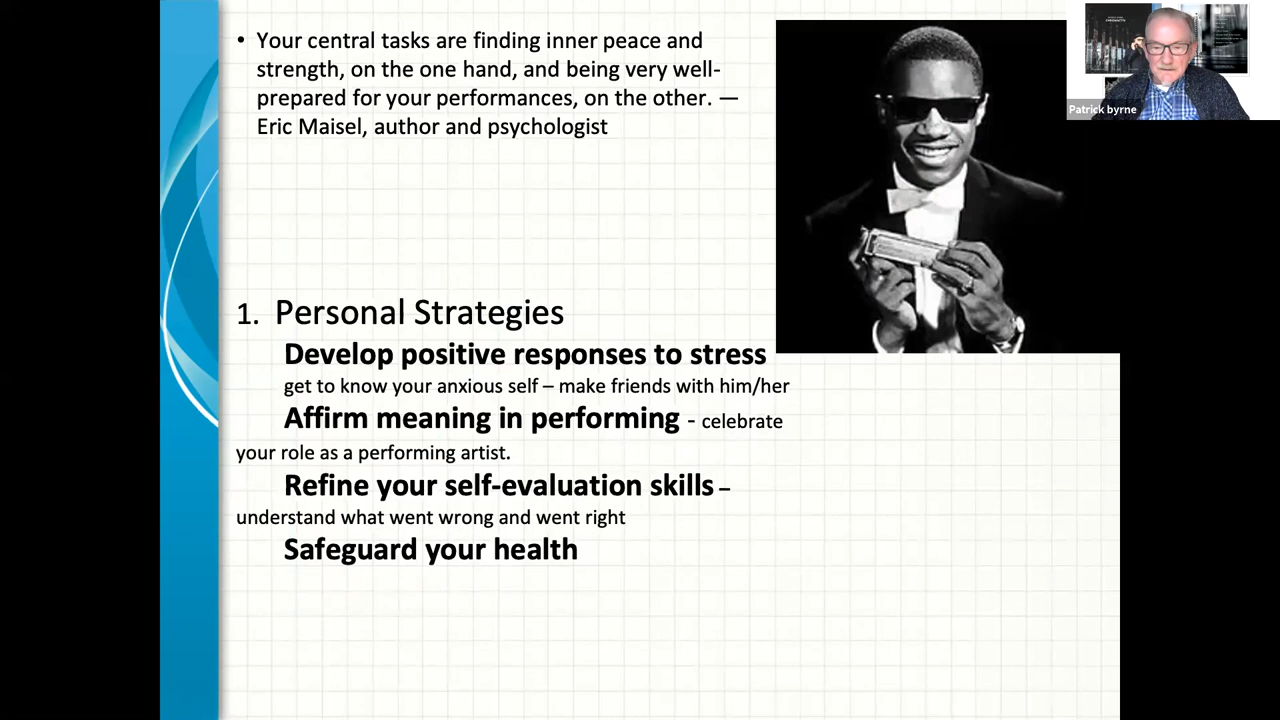 • Your central tasks are finding inner peace and
strength, on the one hand, and being very well-
prepared for your performances, on the other. —
Eric Maisel, author and psychologist
1. Personal Strategies
Develop positive responses to stress
get to know your anxious self – make friends with him/her
Affirm meaning in performing - celebrate
your role as a performing artist.
Refine your self-evaluation skills –
understand what went wrong and went right
Safeguard your health
Patrick byrne